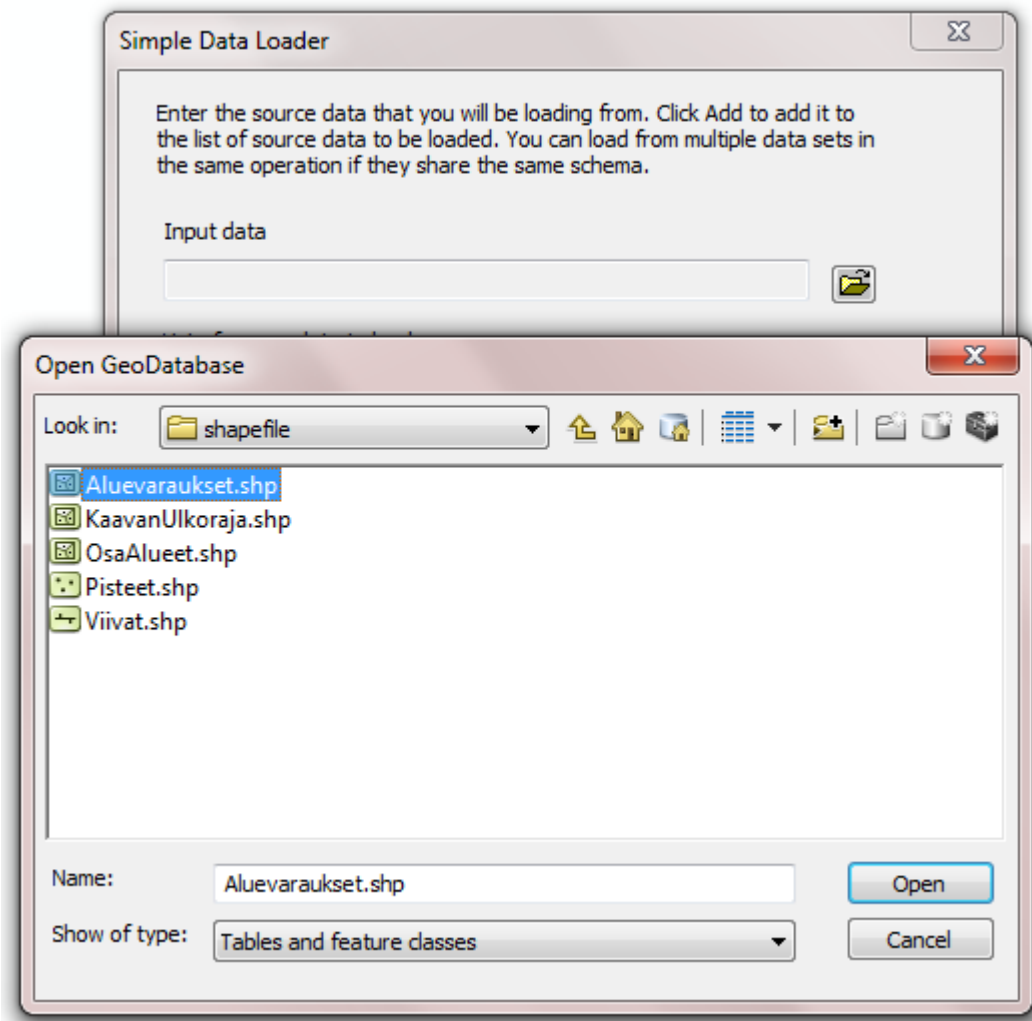 Simple Data Loader
Enter the source data that you will be loading from. Click Add to add it to
the list of source data to be loaded. You can load from multiple data sets in
the same operation if they share the same schema.
Input data
Open GeoDatabase
Look in:
shapefile
Aluevaraukset.shp
KaavanUlkoraja.shp
OsaAlueet.shp
Pisteet.shp
Viivat.shp
Name:
Aluevaraukset.shp
Open
Show of type:
Tables and feature classes
Cancel